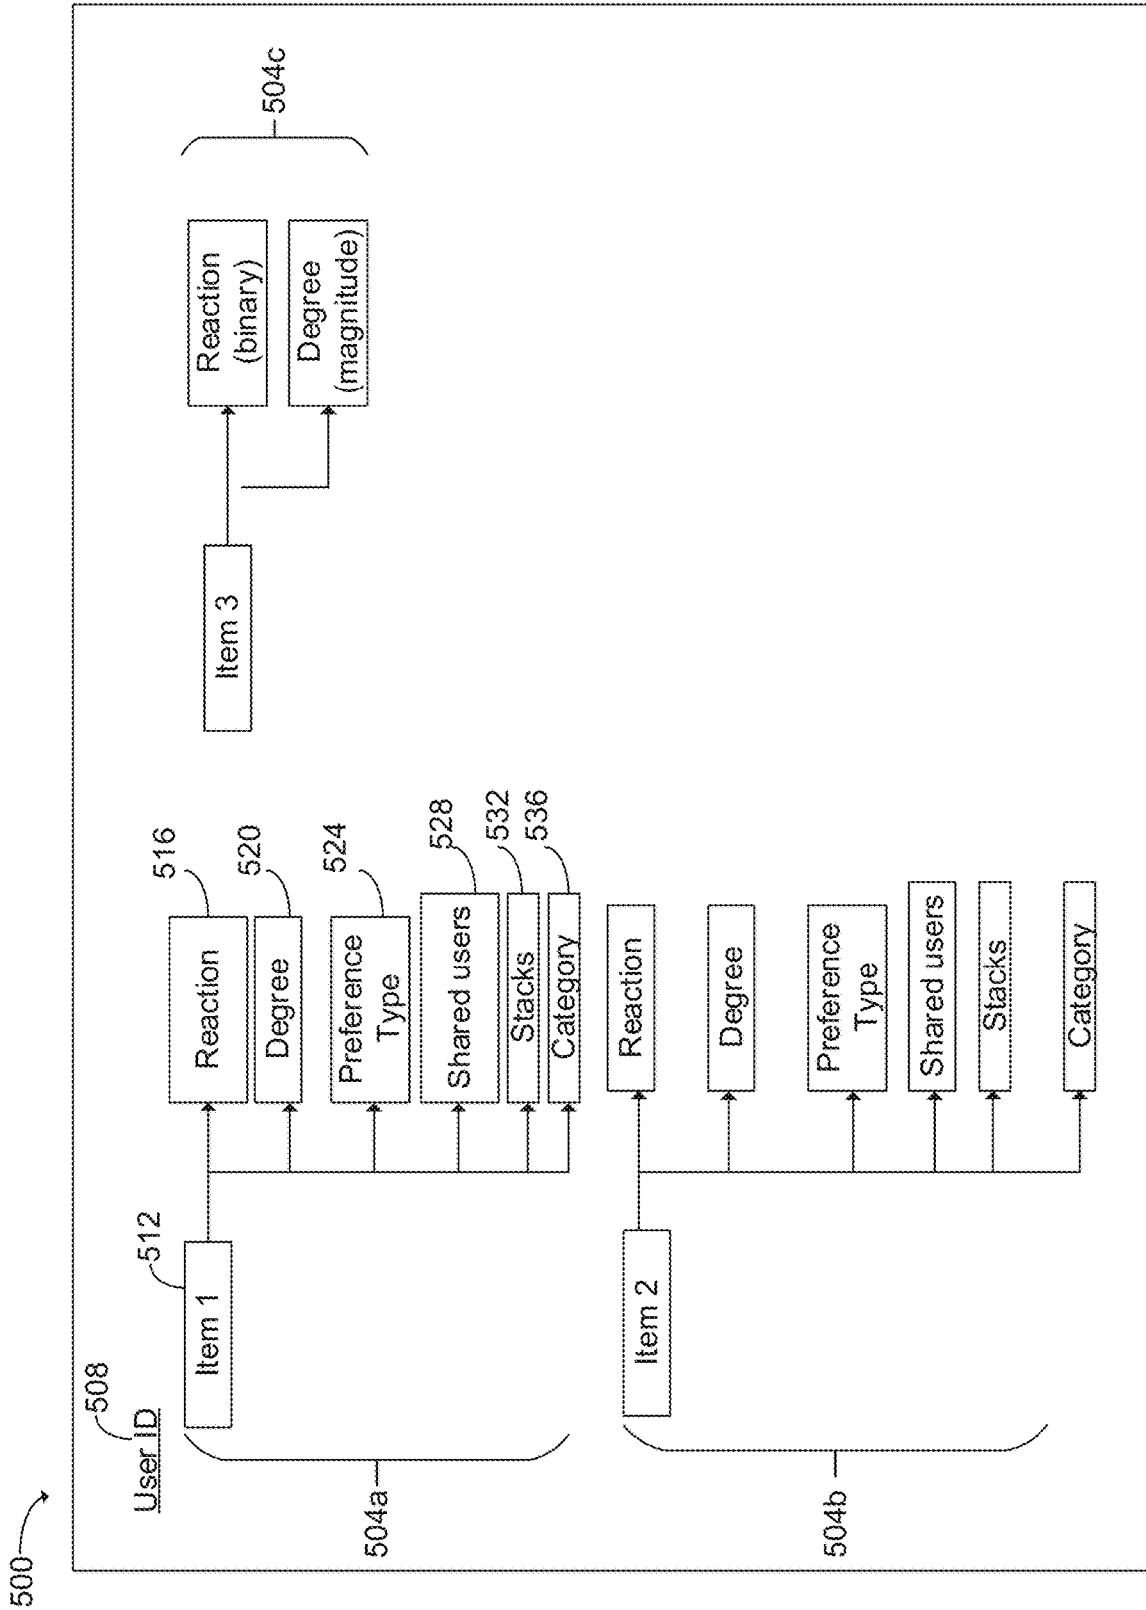 500
User ID
508
504a
Item 1
512
Reaction
516
Degree
520
Preference
Type
524
Shared users
528
Stacks
532
Category
536
504b
Item 2
Reaction
Degree
Preference
Type
Shared users
Stacks
Category
Item 3
Reaction
(binary)
Degree
(magnitude)
504c